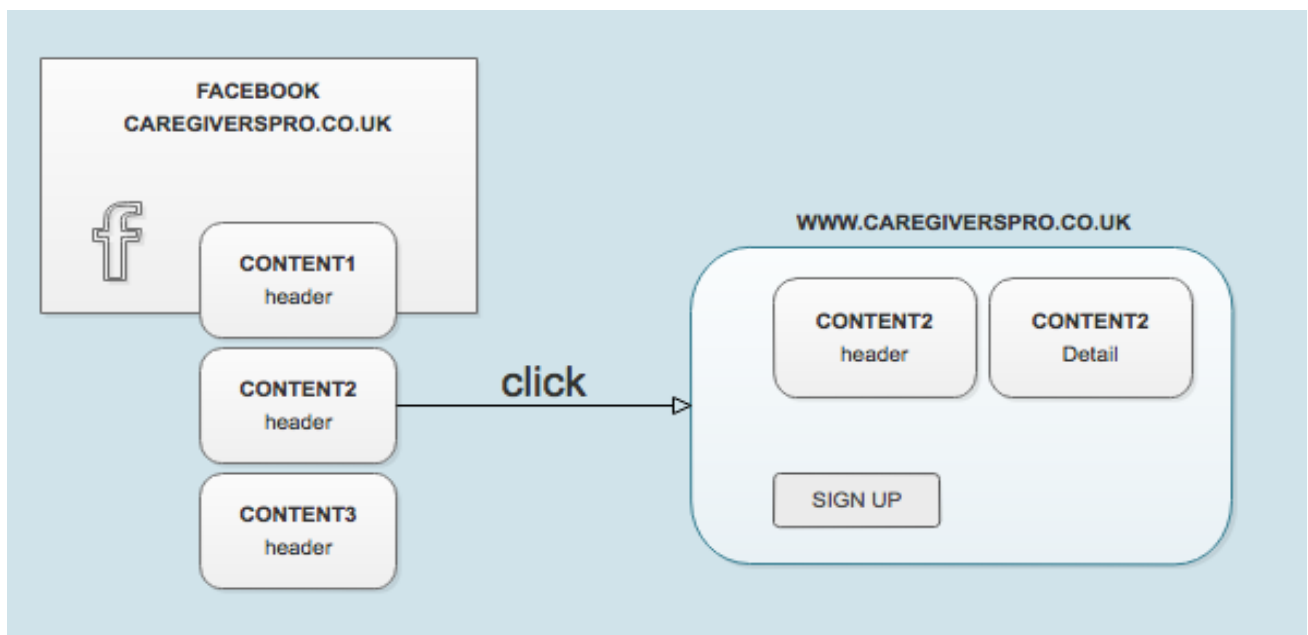 FACEBOOK
CAREGIVERSPRO.CO.UK
f
CONTENT1
header
CONTENT2
header
CONTENT3
header
click
WWW.CAREGIVERSPRO.CO.UK
CONTENT2
header
CONTENT2
Detail
SIGN UP